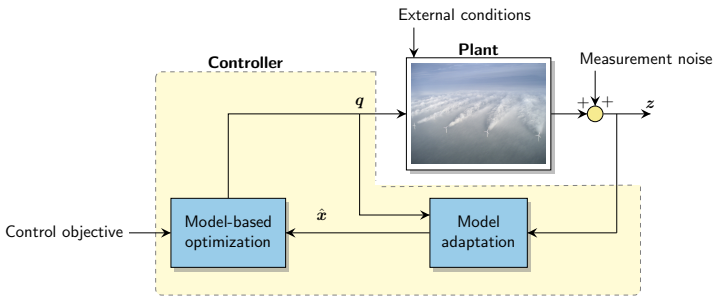 External conditions
Plant
Controller
Measurement noise
q
+ +
z
Model-based
optimization
x̂
Model
adaptation
Control objective